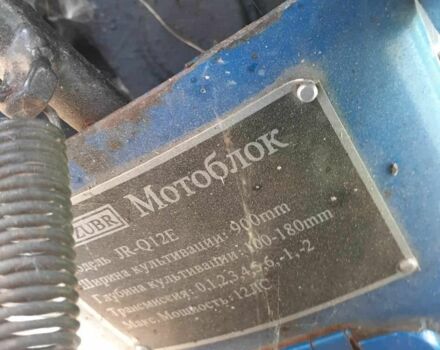 ZUBR
Мотоблок
Модель JR-Q12E
Ширина культивации: 900mm
Глубина культивации: 100-180mm
Трансмиссия: 0,1,2,3,4,5,6,-1,-2
Макс. Мощность: 12ЛС